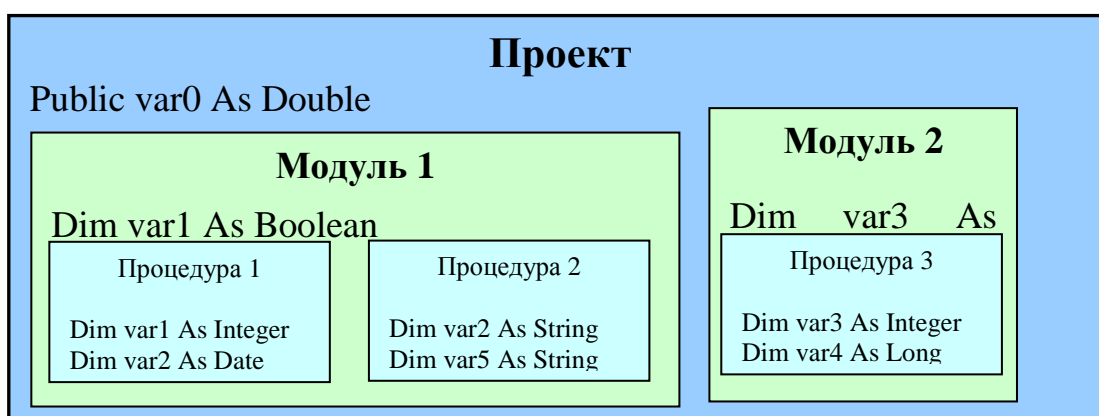 Проект
Public var0 As Double
Модуль 1
Dim var1 As Boolean
Процедура 1
Dim var1 As Integer
Dim var2 As Date
Процедура 2
Dim var2 As String
Dim var5 As String
Модуль 2
Dim var3 As
Процедура 3
Dim var3 As Integer
Dim var4 As Long